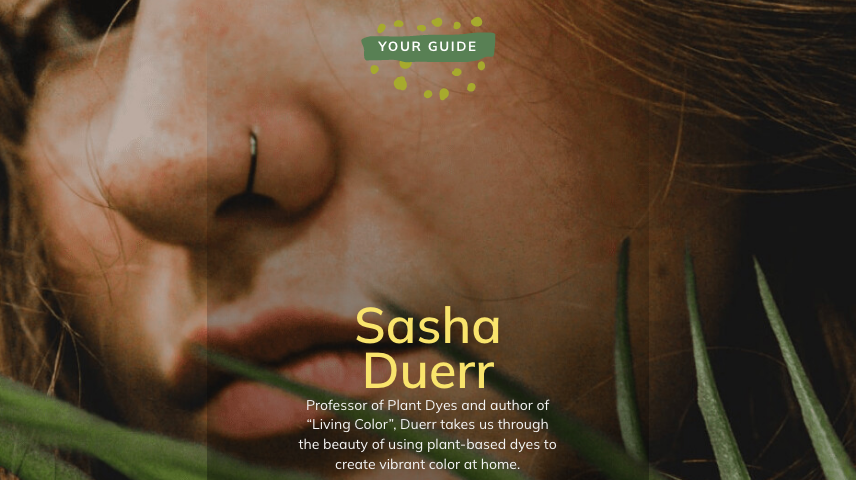 YOUR GUIDE
Sasha
Duerr
Professor of Plant Dyes and author of
“Living Color”, Duerr takes us through
the beauty of using plant-based dyes to
create vibrant color at home.